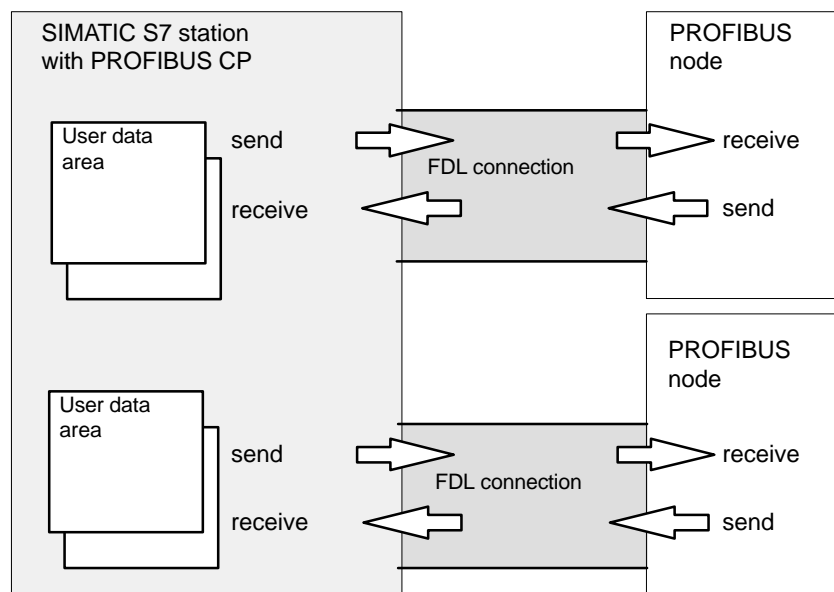 SIMATIC S7 station
with PROFIBUS CP
PROFIBUS
node
User data
area
send
receive
FDL connection
receive
send
PROFIBUS
node
User data
area
send
receive
FDL connection
receive
send